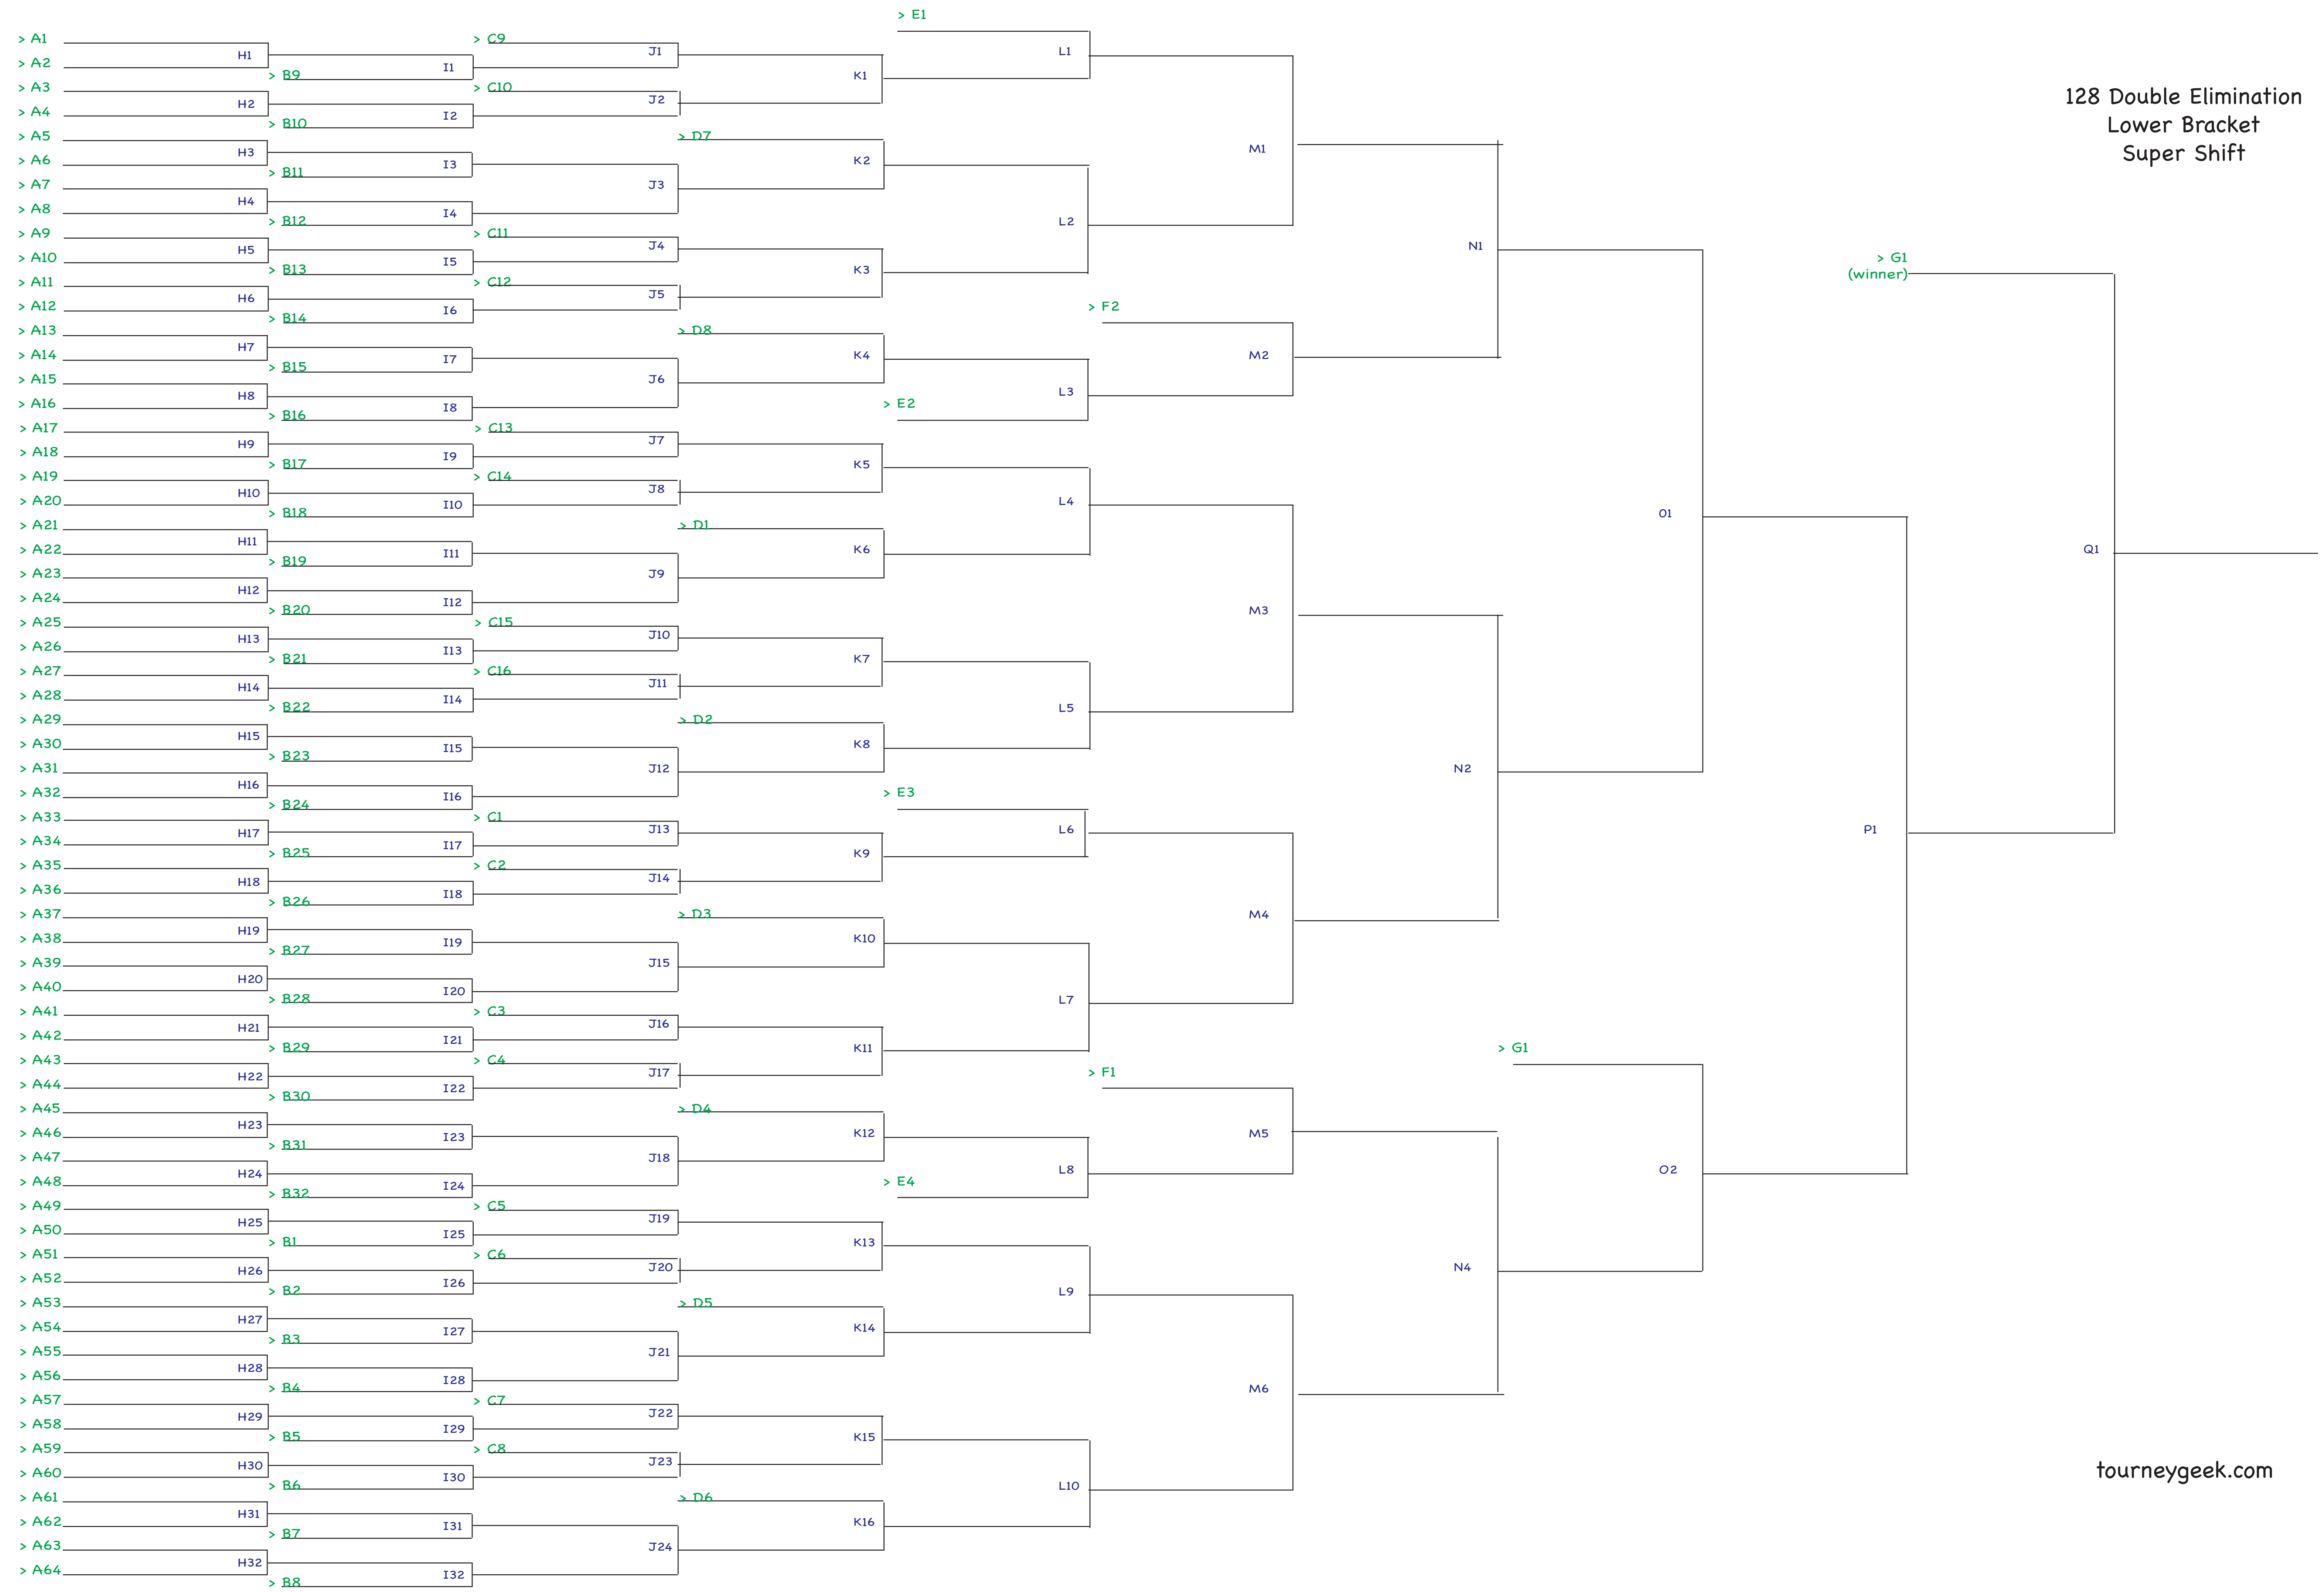 128 Double Elimination
Lower Bracket
Super Shift
> A1
> A2
> A3
> A4
> A5
> A6
> A7
> A8
> A9
> A10
> A11
> A12
> A13
> A14
> A15
> A16
> A17
> A18
> A19
> A20
> A21
> A22
> A23
> A24
> A25
> A26
> A27
> A28
> A29
> A30
> A31
> A32
> A33
> A34
> A35
> A36
> A37
> A38
> A39
> A40
> A41
> A42
> A43
> A44
> A45
> A46
> A47
> A48
> A49
> A50
> A51
> A52
> A53
> A54
> A55
> A56
> A57
> A58
> A59
> A60
> A61
> A62
> A63
> A64
H1
H2
H3
H4
H5
H6
H7
H8
H9
H10
H11
H12
H13
H14
H15
H16
H17
H18
H19
H20
H21
H22
H23
H24
H25
H26
H27
H28
H29
H30
H31
H32
> B9
> B10
> B11
> B12
> B13
> B14
> B15
> B16
> B17
> B18
> B19
> B20
> B21
> B22
> B23
> B24
> B25
> B26
> B27
> B28
> B29
> B30
> B31
> B32
> B1
> B2
> B3
> B4
> B5
> B6
> B7
> B8
I1
I2
I3
I4
I5
I6
I7
I8
I9
I10
I11
I12
I13
I14
I15
I16
I17
I18
I19
I20
I21
I22
I23
I24
I25
I26
I27
I28
I29
I30
I31
I32
> C9
> C10
> C11
> C12
> C13
> C14
> C15
> C16
> C1
> C2
> C3
> C4
> C5
> C6
> C7
> C8
J1
J2
J3
J4
J5
J6
J7
J8
J9
J10
J11
J12
J13
J14
J15
J16
J17
J18
J19
J20
J21
J22
J23
J24
> D7
> D8
> D1
> D2
> D3
> D4
> D5
> D6
K1
K2
K3
K4
K5
K6
K7
K8
K9
K10
K11
K12
K13
K14
K15
K16
> E1
> E2
> E3
> E4
L1
L2
L3
L4
L5
L6
L7
L8
L9
L10
> F2
> F1
M1
M2
M3
M4
M5
M6
N1
N2
N4
> G1
O1
O2
P1
> G1
(winner)
Q1
tourneygeek.com